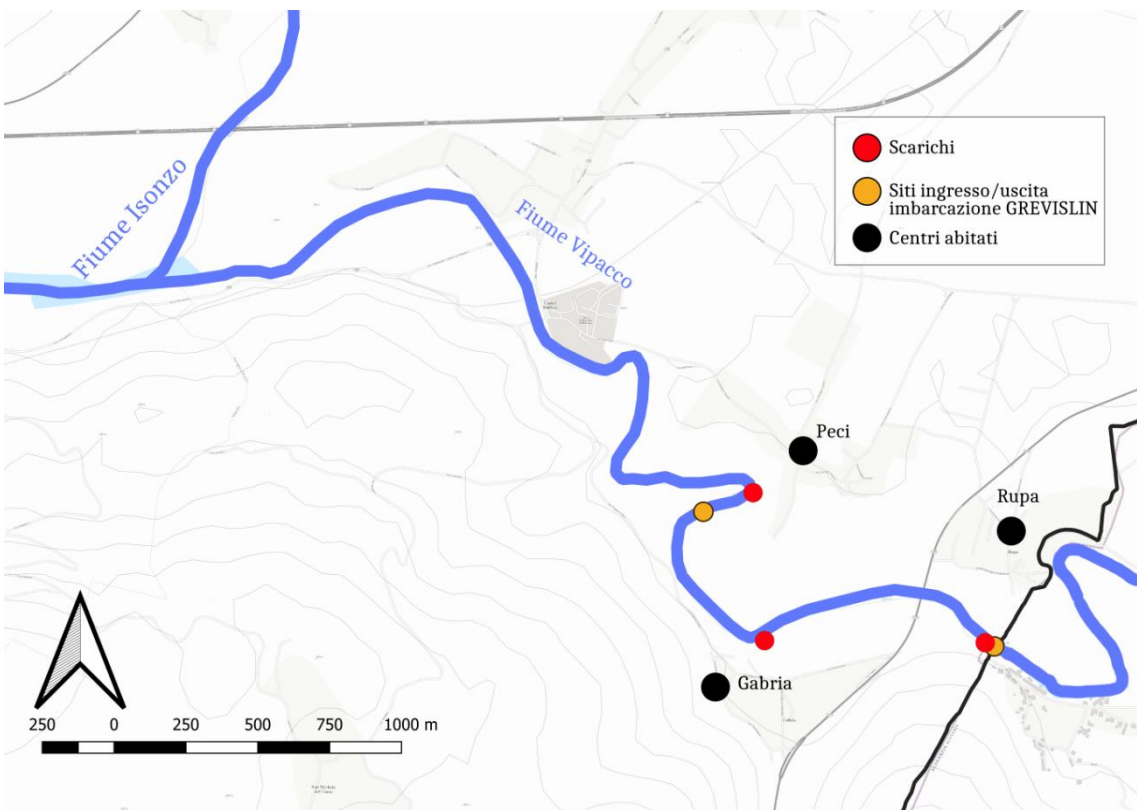 Fiume Isonzo
Fiume Vipacco
Scarichi
Siti ingresso/uscita
imbarcazione GREVISLIN
Centri abitati
Peci
Rupa
Gabria
250 0 250 500 750 1000 m